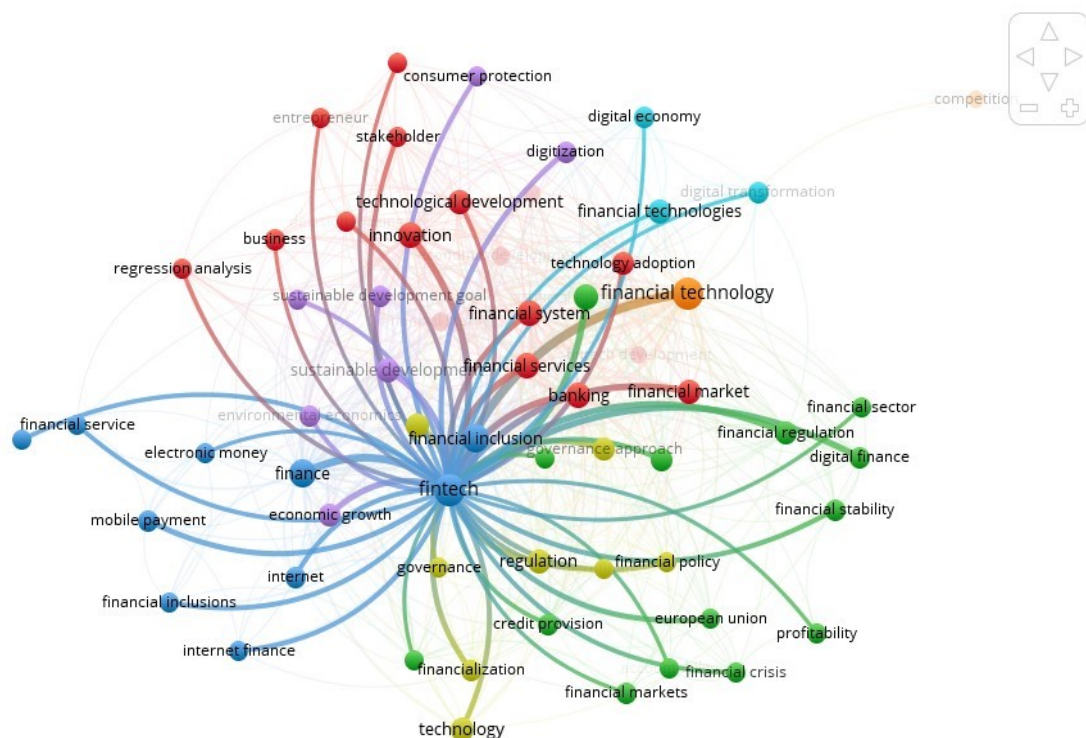 consumer protection
competition
entrepreneur
digital economy
stakeholder
digitization
digital transformation
technological development
financial technologies
innovation
business
technology adoption
regression analysis
financial technology
sustainable development goal
financial system
sustainable development
financial services
banking
financial market
financial sector
environmental economics
financial service
financial inclusion
financial regulation
electronic money
governance approach
digital finance
finance
fintech
economic growth
financial stability
mobile payment
regulation
financial policy
governance
internet
financial inclusions
credit provision
european union
profitability
internet finance
financialization
financial crisis
financial markets
technology